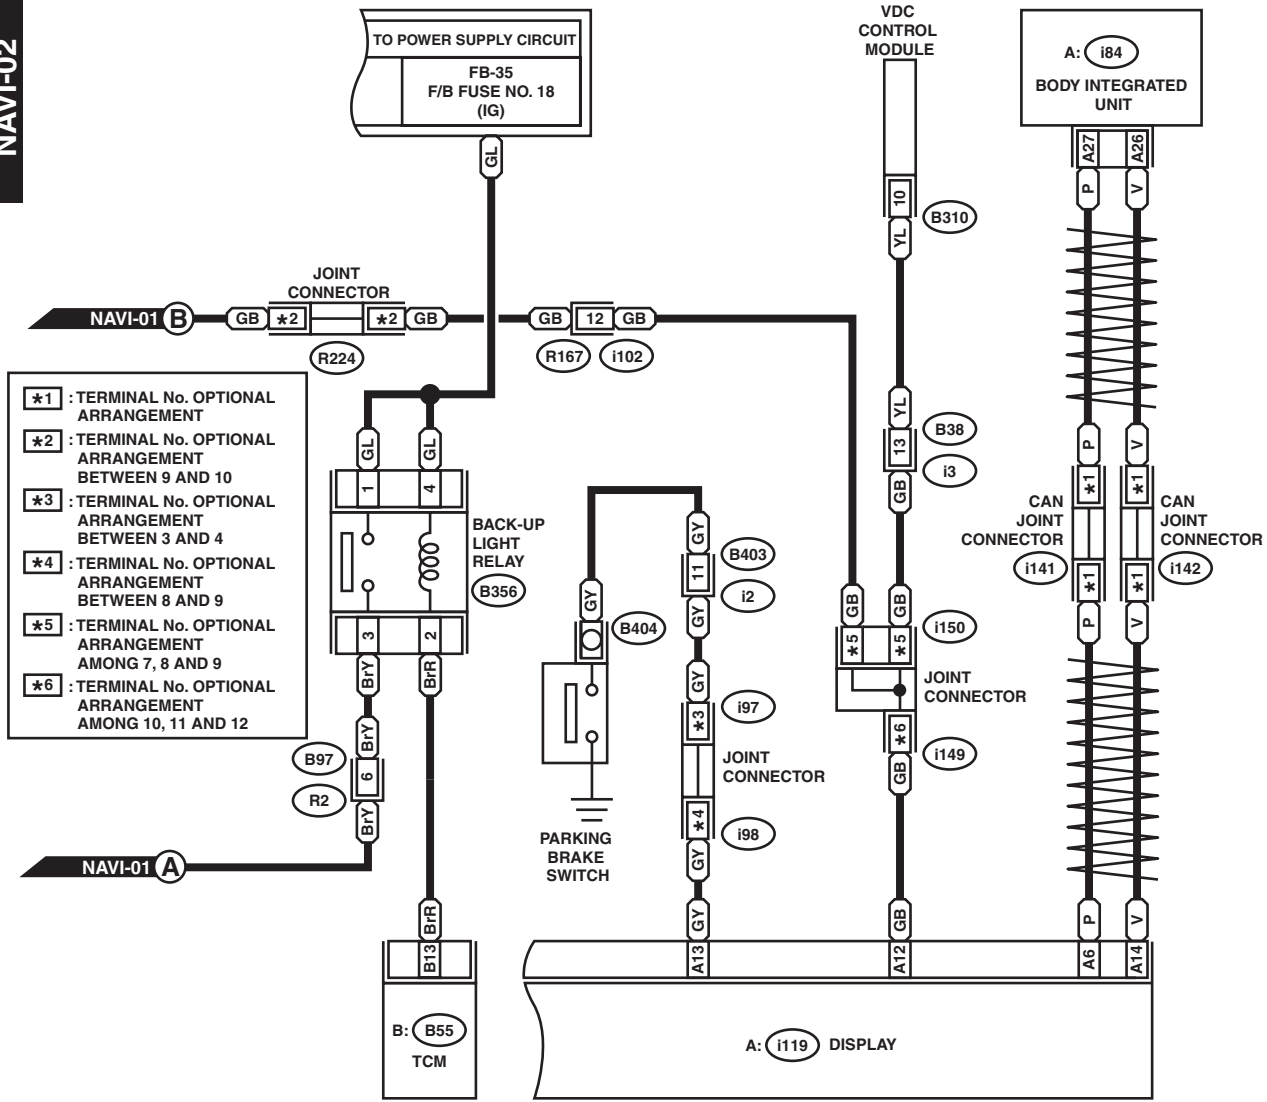 NAVI-02
TO POWER SUPPLY CIRCUIT
FB-35
F/B FUSE NO. 18
(IG)
GL
VDC
CONTROL
MODULE
10
B310
YL
A: i84
BODY INTEGRATED
UNIT
A27
A26
P
V
JOINT
CONNECTOR
NAVI-01 B
GB
*2
*2
GB
R224
GB
12
GB
R167
i102
*1 : TERMINAL No. OPTIONAL
ARRANGEMENT
*2 : TERMINAL No. OPTIONAL
ARRANGEMENT
BETWEEN 9 AND 10
*3 : TERMINAL No. OPTIONAL
ARRANGEMENT
BETWEEN 3 AND 4
*4 : TERMINAL No. OPTIONAL
ARRANGEMENT
BETWEEN 8 AND 9
*5 : TERMINAL No. OPTIONAL
ARRANGEMENT
AMONG 7, 8 AND 9
*6 : TERMINAL No. OPTIONAL
ARRANGEMENT
AMONG 10, 11 AND 12
GL
GL
1
4
BACK-UP
LIGHT
RELAY
B356
3
2
BrY
BrR
BrY
B97
6
R2
BrY
NAVI-01 A
BrR
B13
B: B55
TCM
GY
B404
PARKING
BRAKE
SWITCH
GY
B403
11
i2
GY
GY
i97
*3
JOINT
CONNECTOR
*4
i98
GY
GY
A13
YL
B38
13
i3
GB
GB
GB
i150
*5
*5
JOINT
CONNECTOR
*6
i149
GB
GB
A12
P
V
*1
*1
CAN
JOINT
CONNECTOR
i141
CAN
JOINT
CONNECTOR
i142
*1
*1
P
V
P
V
A6
A14
A: i119 DISPLAY